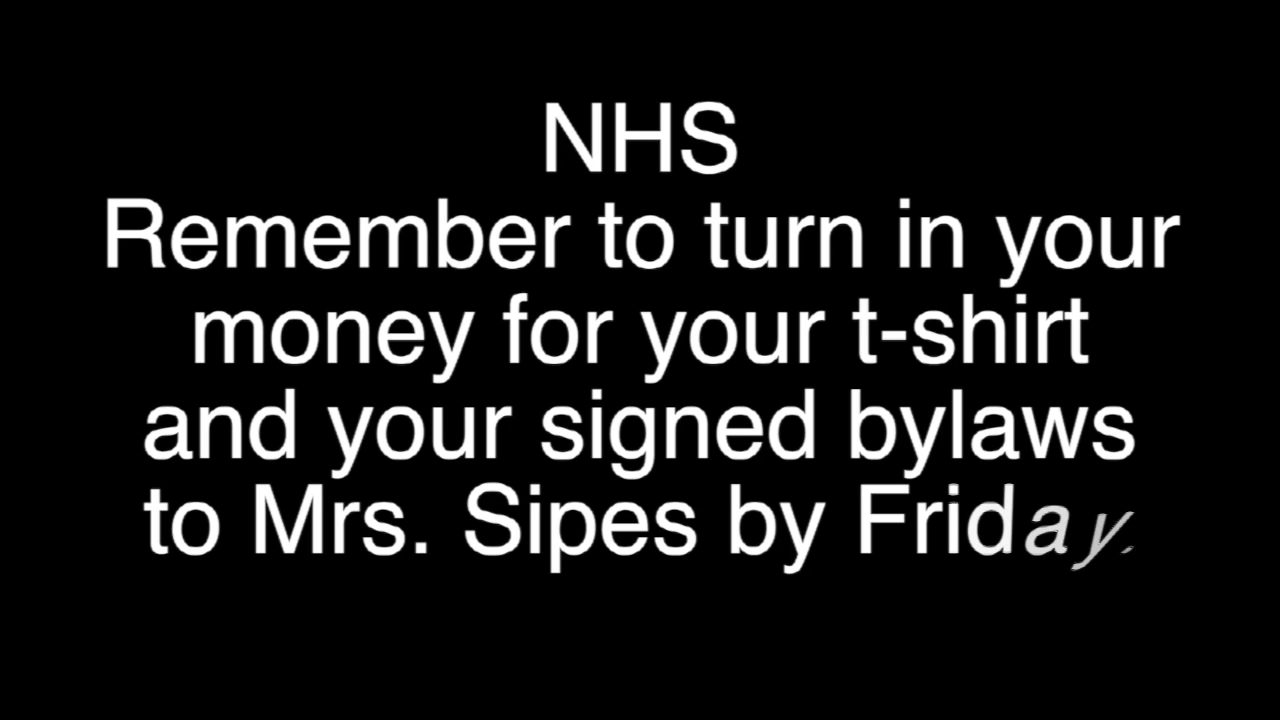 NHS
Remember to turn in your
money for your t-shirt
and your signed bylaws
to Mrs. Sipes by Friday.